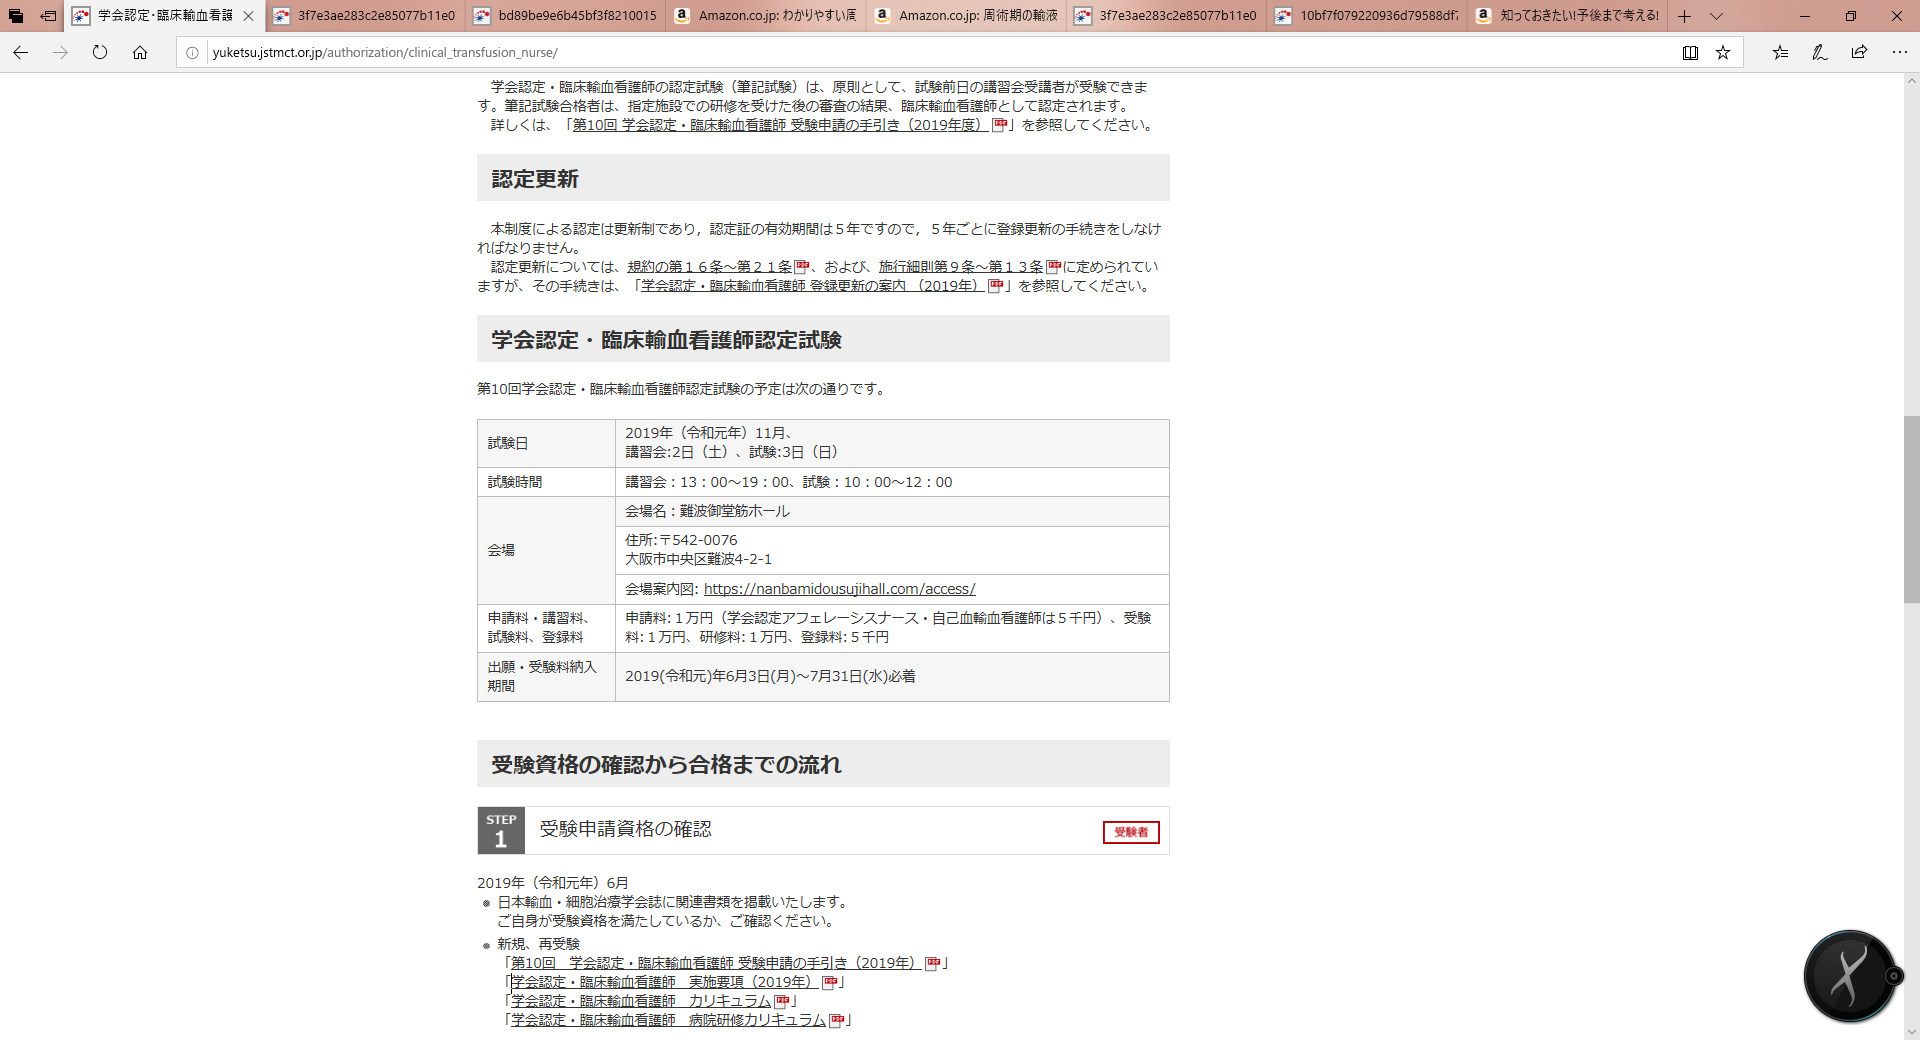 学会認定・臨床輸血看護
3f7e3ae283c2e85077b11e0
bd89be9e6b45bf3f8210015
Amazon.co.jp: わかりやすい周
Amazon.co.jp: 周術期の輸液
3f7e3ae283c2e85077b11e0
10bf7f079220936d79588df7
知っておきたい!予後まで考える!
yuketsu.jstmct.or.jp/authorization/clinical_transfusion_nurse/
学会認定・臨床輸血看護師の認定試験（筆記試験）は、原則として、試験前日の講習会受講者が受験できま
す。筆記試験合格者は、指定施設での研修を受けた後の審査の結果、臨床輸血看護師として認定されます。
詳しくは、「第10回 学会認定・臨床輸血看護師 受験申請の手引き（2019年度）」を参照してください。
認定更新
本制度による認定は更新制であり，認定証の有効期間は５年ですので，５年ごとに登録更新の手続きをしなけ
ればなりません。
認定更新については、規約の第１６条～第２１条、および、施行細則第９条～第１３条に定められてい
ますが、その手続きは、「学会認定・臨床輸血看護師 登録更新の案内 （2019年）」を参照してください。
学会認定・臨床輸血看護師認定試験
第10回学会認定・臨床輸血看護師認定試験の予定は次の通りです。
試験日
2019年（令和元年）11月、
講習会:2日（土）、試験:3日（日）
試験時間
講習会：13：00～19：00、試験：10：00～12：00
会場
会場名：難波御堂筋ホール
住所:〒542-0076
大阪市中央区難波4-2-1
会場案内図: https://nanbamidousujihall.com/access/
申請料・講習料、
試験料、登録料
申請料:１万円（学会認定アフェレーシスナース・自己血輸血看護師は５千円）、受験
料:１万円、研修料:１万円、登録料:５千円
出願・受験料納入
期間
2019(令和元)年6月3日(月)～7月31日(水)必着
受験資格の確認から合格までの流れ
STEP
1
受験申請資格の確認
受験者
2019年（令和元年）6月
日本輸血・細胞治療学会誌に関連書類を掲載いたします。
ご自身が受験資格を満たしているか、ご確認ください。
新規、再受験
「第10回　学会認定・臨床輸血看護師 受験申請の手引き（2019年）」
「学会認定・臨床輸血看護師　実施要項（2019年）」
「学会認定・臨床輸血看護師　カリキュラム」
「学会認定・臨床輸血看護師　病院研修カリキュラム」